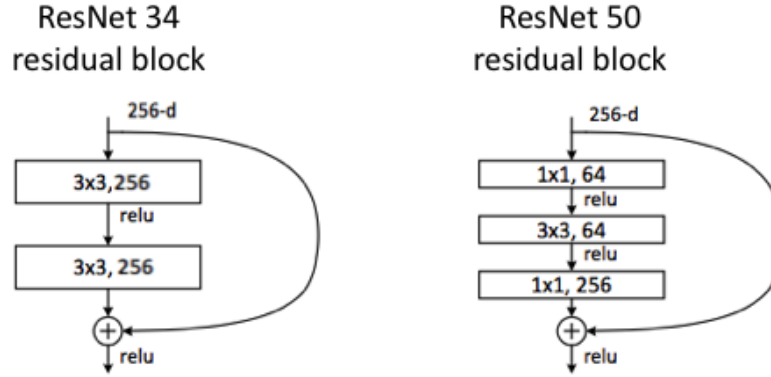 ResNet 34
residual block
256-d
3x3,256
relu
3x3, 256
+
relu
ResNet 50
residual block
256-d
1x1, 64
relu
3x3, 64
relu
1x1, 256
+
relu